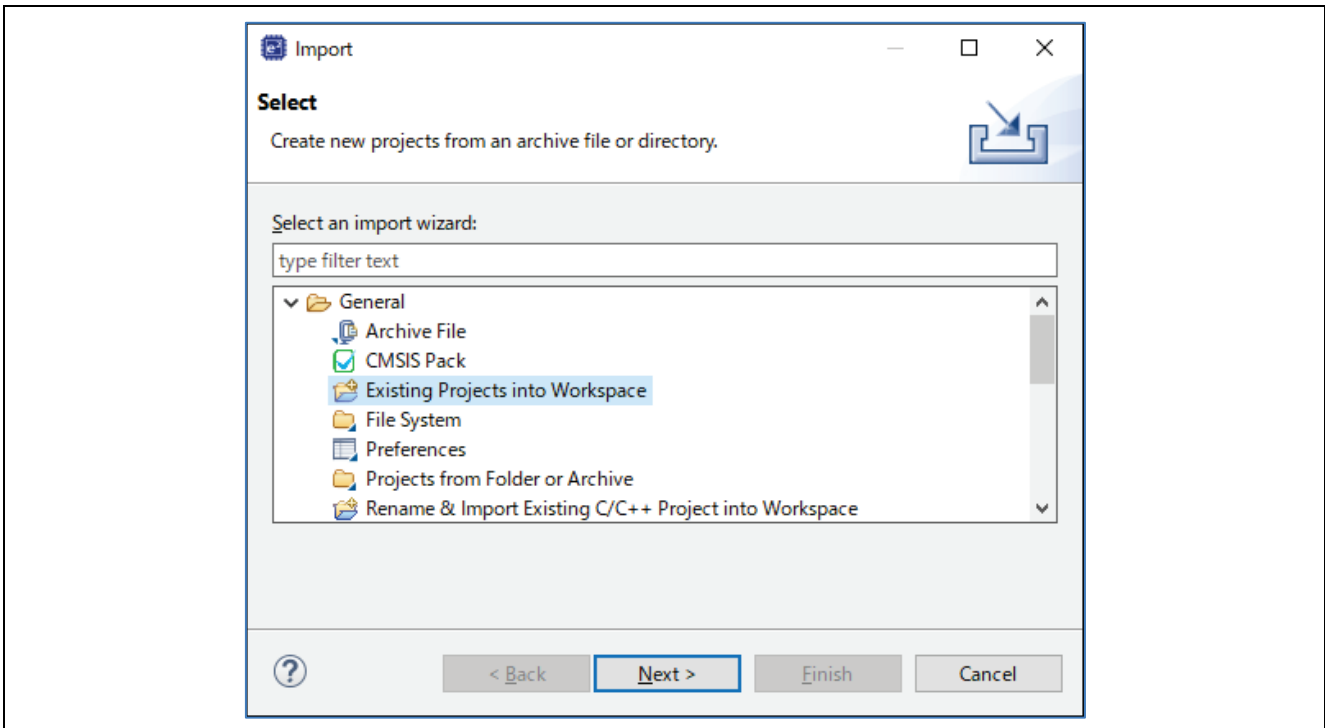 Import
Select
Create new projects from an archive file or directory.
Select an import wizard:
type filter text
General
Archive File
CMSIS Pack
Existing Projects into Workspace
File System
Preferences
Projects from Folder or Archive
Rename & Import Existing C/C++ Project into Workspace
? < Back Next > Finish Cancel